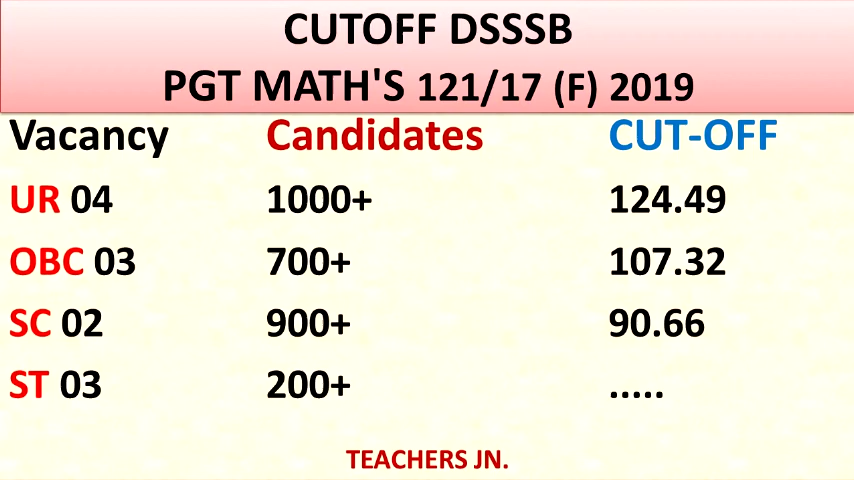 CUTOFF DSSSB
PGT MATH'S 121/17 (F) 2019
Vacancy Candidates CUT-OFF
UR 04 1000+ 124.49
OBC 03 700+ 107.32
SC 02 900+ 90.66
ST 03 200+ .....
TEACHERS JN.